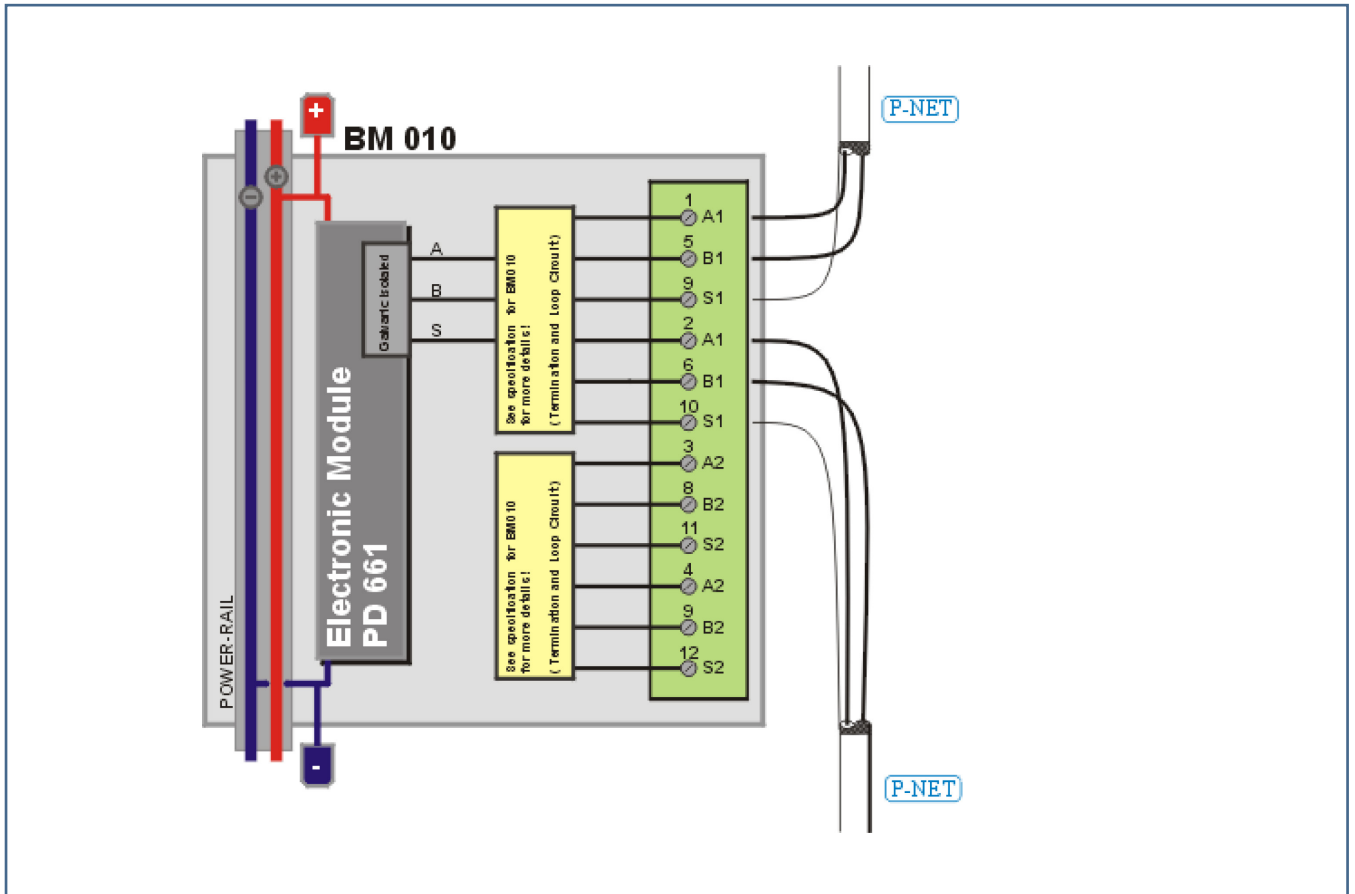 P-NET
+
BM 010
-
+
POWER-RAIL
Electronic Module
PD 661
Galvanic Isolated
A
B
S
See specification for BM010
for more details!
(Termination and Loop Circuit)
See specification for BM010
for more details!
(Termination and Loop Circuit)
1 A1
5 B1
9 S1
2 A1
6 B1
10 S1
3 A2
8 B2
11 S2
4 A2
9 B2
12 S2
-
P-NET